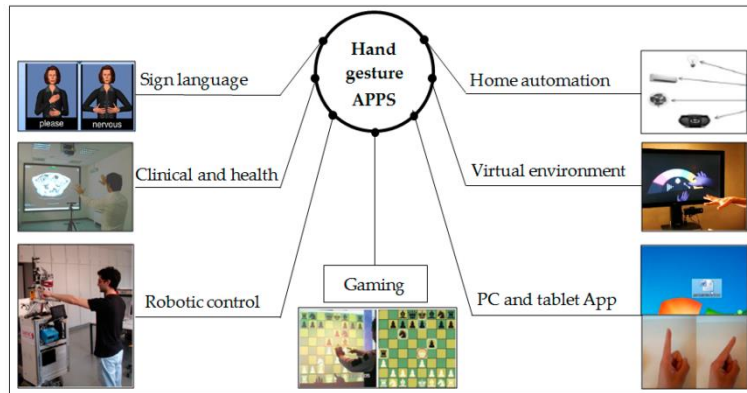 Hand
gesture
APPS
Sign language
please
nervous
Clinical and health
Robotic control
Gaming
Home automation
Virtual environment
PC and tablet App